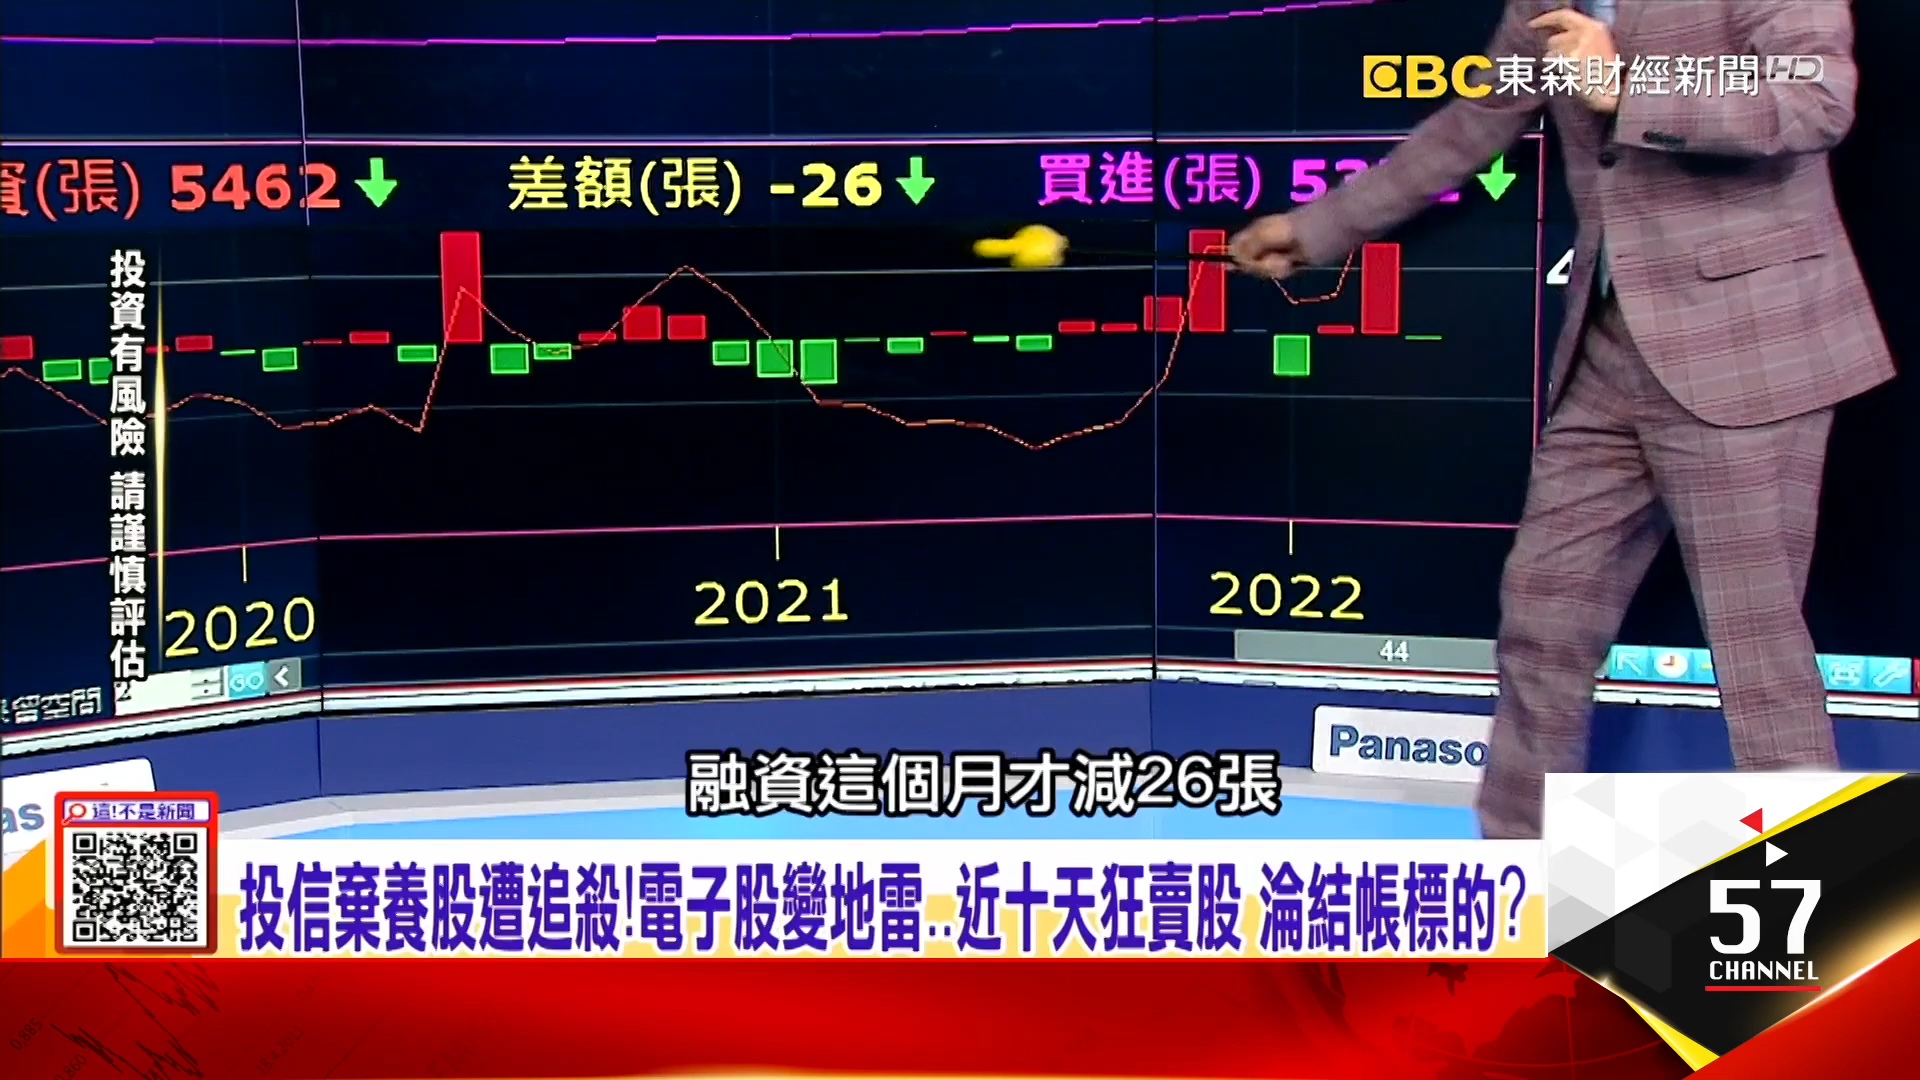 EBC東森財經新聞HD
資(張) 5462
差額(張) -26
買進(張)
投資有風險 請謹慎評估
2020
2021
2022
44
GO
Panaso
融資這個月才減26張
這!不是新聞
投信棄養股遭追殺!電子股變地雷..近十天狂賣股 淪結帳標的?
57
CHANNEL